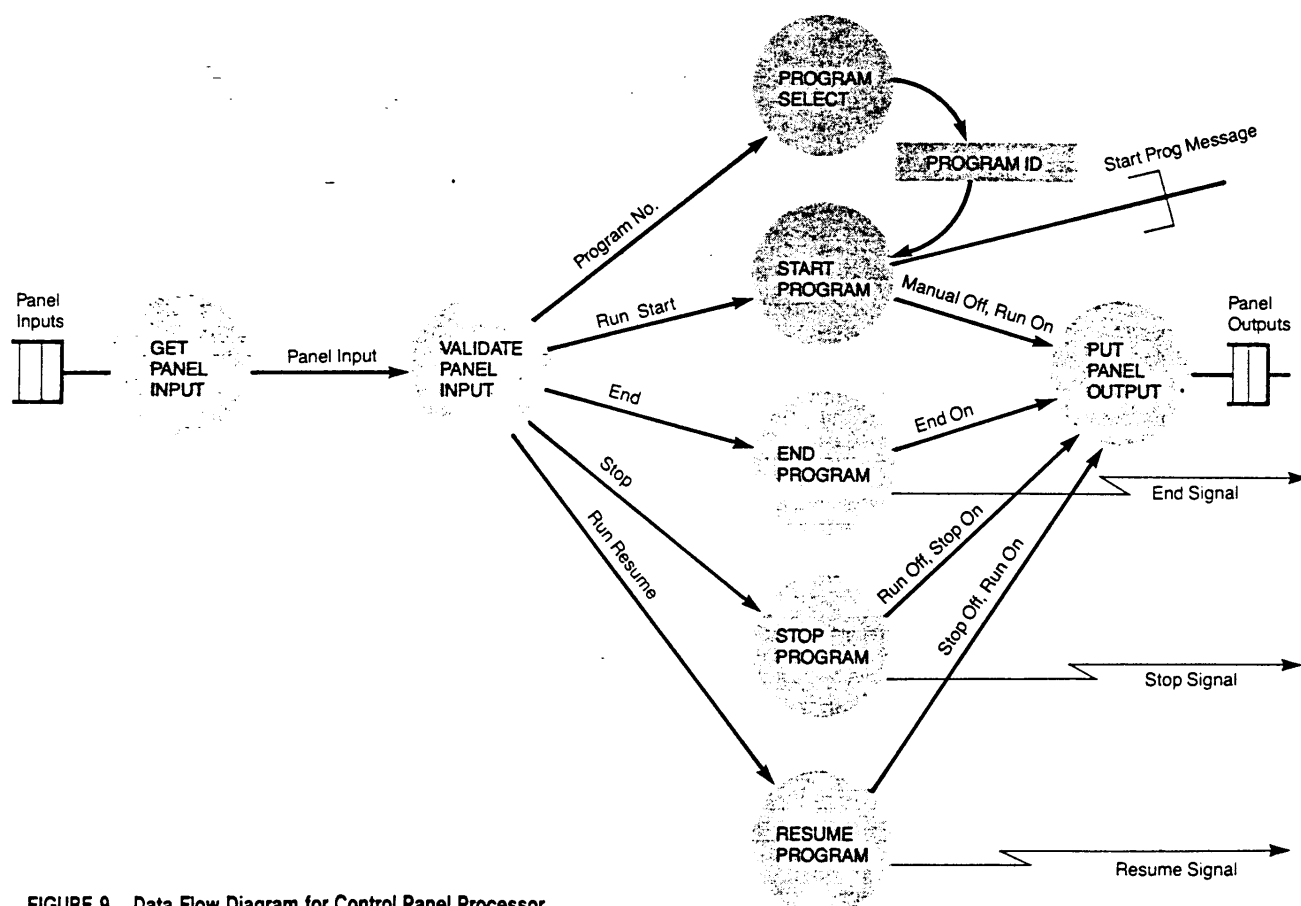 PROGRAM
SELECT
PROGRAM ID
Start Prog Message
Program No.
START
PROGRAM
Panel
Inputs
Run Start
Manual Off, Run On
Panel
Outputs
GET
PANEL
INPUT
Panel Input
VALIDATE
PANEL
INPUT
PUT
PANEL
OUTPUT
End
End On
END
PROGRAM
End Signal
Stop
Run Resume
Run Off, Stop On
Stop Off, Run On
STOP
PROGRAM
Stop Signal
RESUME
PROGRAM
Resume Signal
FIGURE 9 Data Flow Diagram for Control Panel Processor